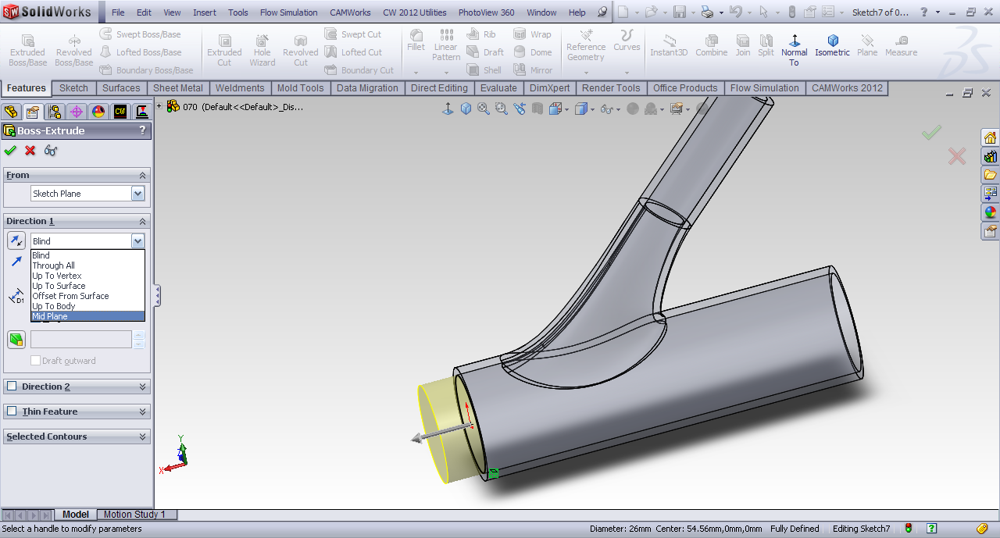 SolidWorks File Edit View Insert Tools Flow Simulation CAMWorks CW 2012 Utilities PhotoView 360 Window Help Sketch7 of 0... ?
Extruded Boss/Base
Revolved Boss/Base
Swept Boss/Base
Lofted Boss/Base
Boundary Boss/Base
Extruded Cut
Hole Wizard
Revolved Cut
Swept Cut
Lofted Cut
Boundary Cut
Fillet
Linear Pattern
Rib
Draft
Shell
Wrap
Dome
Mirror
Reference Geometry
Curves
Instant3D
Combine
Join
Split
Normal To
Isometric
Plane
Measure
Features Sketch Surfaces Sheet Metal Weldments Mold Tools Data Migration Direct Editing Evaluate DimXpert Render Tools Office Products Flow Simulation CAMWorks 2012
CW
070 (Default<<Default>_Dis...
Boss-Extrude ?
From
Sketch Plane
Direction 1
Blind
Blind
Through All
Up To Vertex
Up To Surface
Offset From Surface
Up To Body
Mid Plane
D1
Draft outward
Direction 2
Thin Feature
Selected Contours
Y
X
Model Motion Study 1
Select a handle to modify parameters Diameter: 26mm Center: 54.56mm,0mm,0mm Fully Defined Editing Sketch7 ?